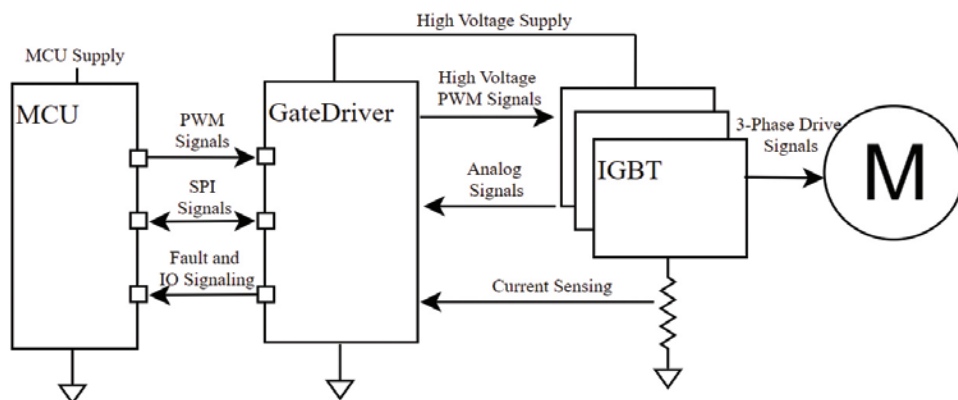 High Voltage Supply
MCU Supply
MCU
PWM
Signals
SPI
Signals
Fault and
IO Signaling
GateDriver
High Voltage
PWM Signals
Analog
Signals
Current Sensing
IGBT
3-Phase Drive
Signals
M